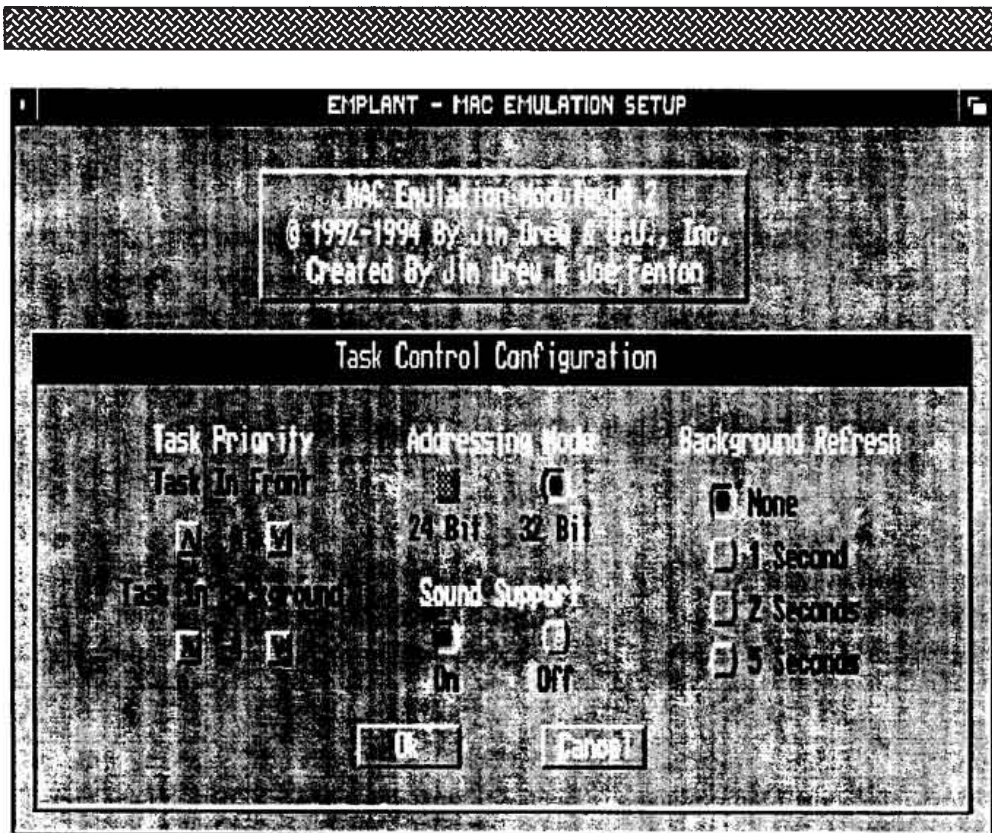 EMPLANT - MAC EMULATION SETUP
MAC Emulation Module
@ 1992-1994 By Jim Drew & U.U., Inc.
Created By Jim Drew & Joe Fenton
Task Control Configuration
Task Priority
Addressing Mode
Background Refresh
Task In Front
24 Bit
32 Bit
None
1 Second
Task In Background
Sound Support
2 Seconds
5 Seconds
On
Off
Ok
Cancel